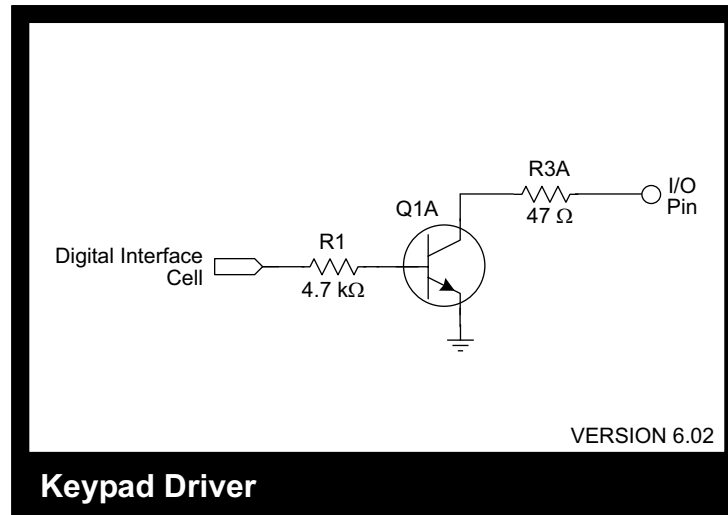 R3A
47 Ω
I/O
Pin
Q1A
R1
4.7 kΩ
Digital Interface
Cell
VERSION 6.02
Keypad Driver